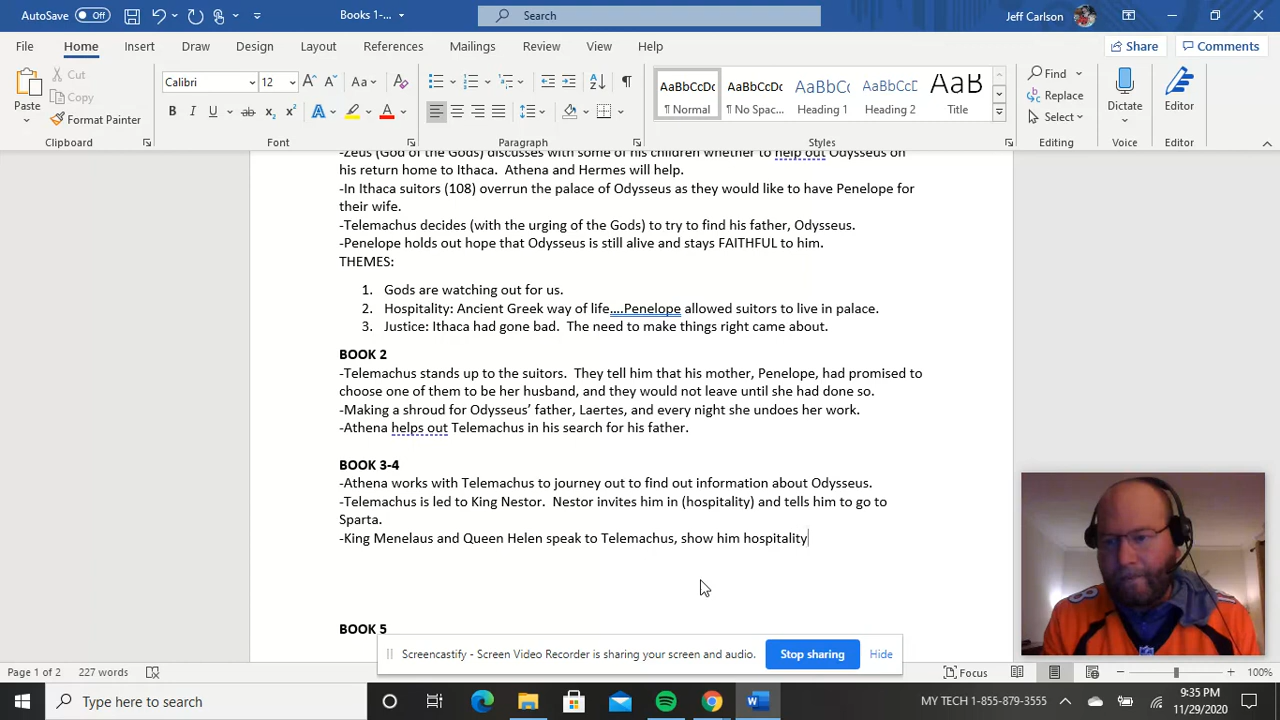 AutoSave Off Books 1-... Search Jeff Carlson
File Home Insert Draw Design Layout References Mailings Review View Help Share Comments
Paste Cut Copy Format Painter
Calibri 12 Aa
B I U ab x₂ x² A A
AaBbCcDc AaBbCcDc AaBbCc AaBbCcE AaB
¶ Normal ¶ No Spac... Heading 1 Heading 2 Title
Find Replace Select
Dictate Editor
Clipboard Font Paragraph Styles Editing Voice Editor
-Zeus (God of the Gods) discusses with some of his children whether to help out Odysseus on
his return home to Ithaca. Athena and Hermes will help.
-In Ithaca suitors (108) overrun the palace of Odysseus as they would like to have Penelope for
their wife.
-Telemachus decides (with the urging of the Gods) to try to find his father, Odysseus.
-Penelope holds out hope that Odysseus is still alive and stays FAITHFUL to him.
THEMES:
1. Gods are watching out for us.
2. Hospitality: Ancient Greek way of life....Penelope allowed suitors to live in palace.
3. Justice: Ithaca had gone bad. The need to make things right came about.
BOOK 2
-Telemachus stands up to the suitors. They tell him that his mother, Penelope, had promised to
choose one of them to be her husband, and they would not leave until she had done so.
-Making a shroud for Odysseus' father, Laertes, and every night she undoes her work.
-Athena helps out Telemachus in his search for his father.
BOOK 3-4
-Athena works with Telemachus to journey out to find out information about Odysseus.
-Telemachus is led to King Nestor. Nestor invites him in (hospitality) and tells him to go to
Sparta.
-King Menelaus and Queen Helen speak to Telemachus, show him hospitality
BOOK 5
Screencastify - Screen Video Recorder is sharing your screen and audio. Stop sharing Hide
Page 1 of 2 227 words Focus 100%
Type here to search MY TECH 1-855-879-3555 9:35 PM
11/29/2020